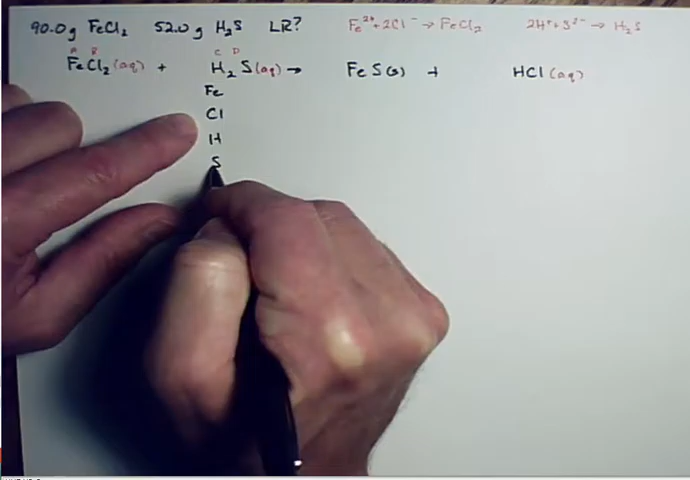 90.0g FeCl₂ 52.0g H₂S LR? Fe²⁺+2Cl⁻→FeCl₂ 2H⁺+S²⁻→H₂S
A B C D
FeCl₂(aq) + H₂S(aq)→ FeS(s) + HCl(aq)
Fe
Cl
H
S